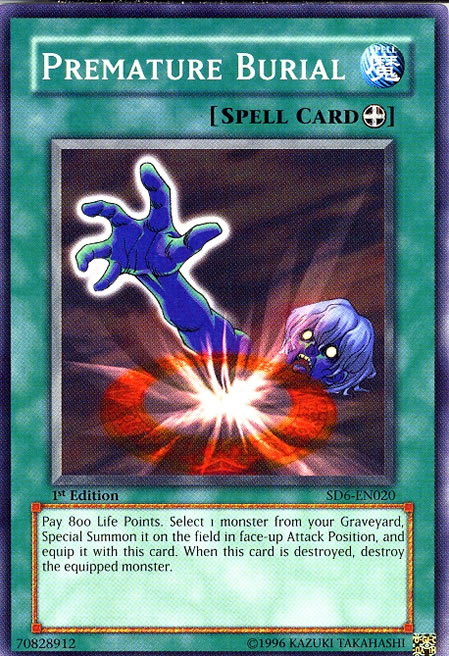 PREMATURE BURIAL
SPELL
魔
[SPELL CARD]
1st Edition SD6-EN020
Pay 800 Life Points. Select 1 monster from your Graveyard,
Special Summon it on the field in face-up Attack Position, and
equip it with this card. When this card is destroyed, destroy
the equipped monster.
70828912 ©1996 KAZUKI TAKAHASHI